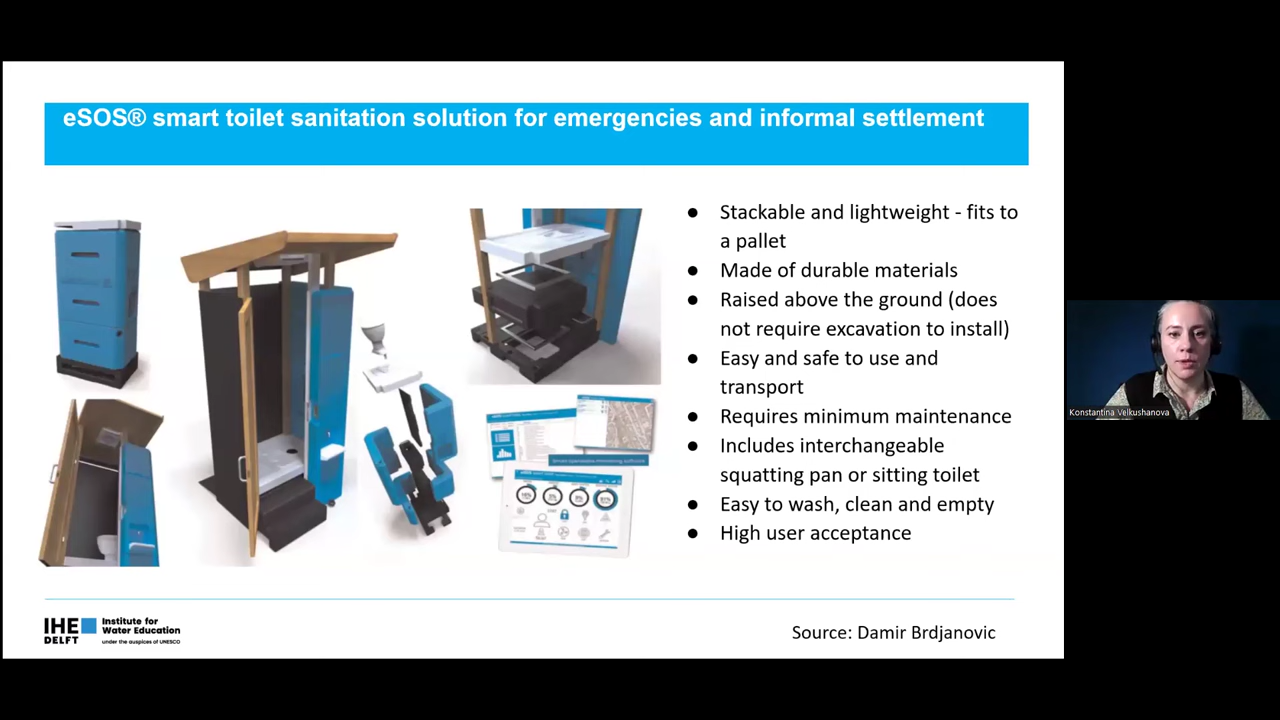 eSOS® smart toilet sanitation solution for emergencies and informal settlement
● Stackable and lightweight - fits to
a pallet
● Made of durable materials
● Raised above the ground (does
not require excavation to install)
● Easy and safe to use and
transport
● Requires minimum maintenance
● Includes interchangeable
squatting pan or sitting toilet
● Easy to wash, clean and empty
● High user acceptance
Konstantina Velkushanova
IHE
DELFT
Institute for
Water Education
under the auspices of UNESCO
Source: Damir Brdjanovic